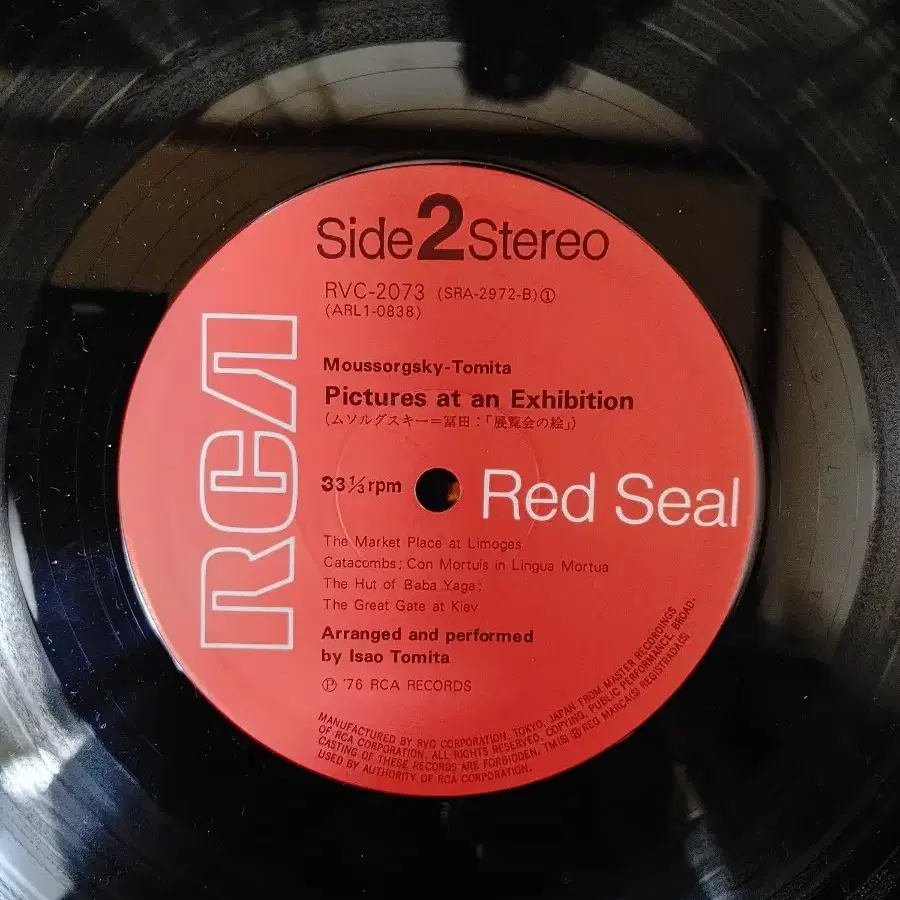 Side 2 Stereo
RVC-2073 (SRA-2972-B)①
(ARL1-0838)
Moussorgsky-Tomita
Pictures at an Exhibition
(ムソルグスキー=冨田:「展覧会の絵」)
RCA
33 1/3 rpm
Red Seal
The Market Place at Limoges
Catacombs; Con Mortuis in Lingua Mortua
The Hut of Baba Yaga;
The Great Gate at Kiev
Arranged and performed
by Isao Tomita
℗ '76 RCA RECORDS
MANUFACTURED BY RVC CORPORATION, TOKYO, JAPAN FROM MASTER RECORDINGS
OF RCA CORPORATION. ALL RIGHTS RESERVED. COPYING, PUBLIC PERFORMANCE, BROAD-
CASTING OF THESE RECORDS ARE FORBIDDEN. TM(S) ® REG MARCA(S) REGISTRADA(S)
USED BY AUTHORITY OF RCA CORPORATION.